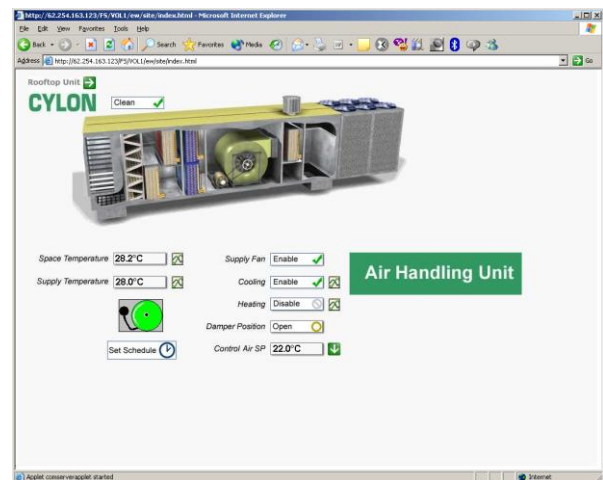 http://62.254.163.123/FS/VOL1/ew/site/index.html - Microsoft Internet Explorer
File Edit View Favorites Tools Help
Back Search Favorites Media
Address http://62.254.163.123/FS/VOL1/ew/site/index.html Go
Rooftop Unit
CYLON
Clean
Space Temperature 28.2°C Supply Fan Enable
Air Handling Unit
Supply Temperature 28.0°C Cooling Enable
Heating Disable
Damper Position Open
Set Schedule Control Air SP 22.0°C
Applet comserverapplet started Internet